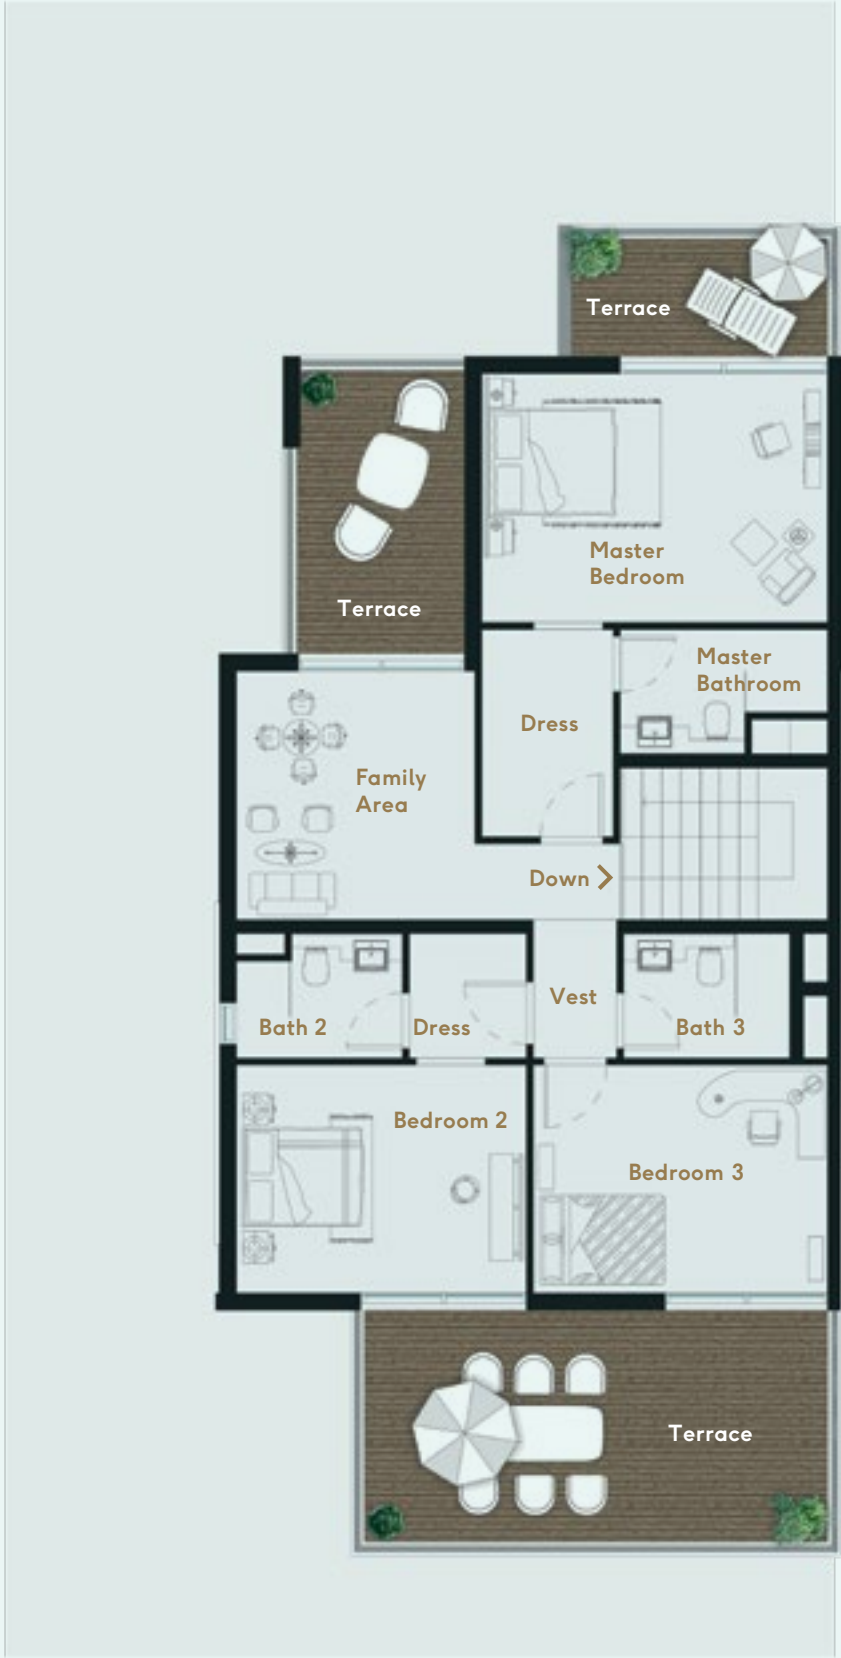 Terrace
Terrace
Master
Bedroom
Master
Bathroom
Dress
Family
Area
Down
Vest
Bath 2
Dress
Bath 3
Bedroom 2
Bedroom 3
Terrace